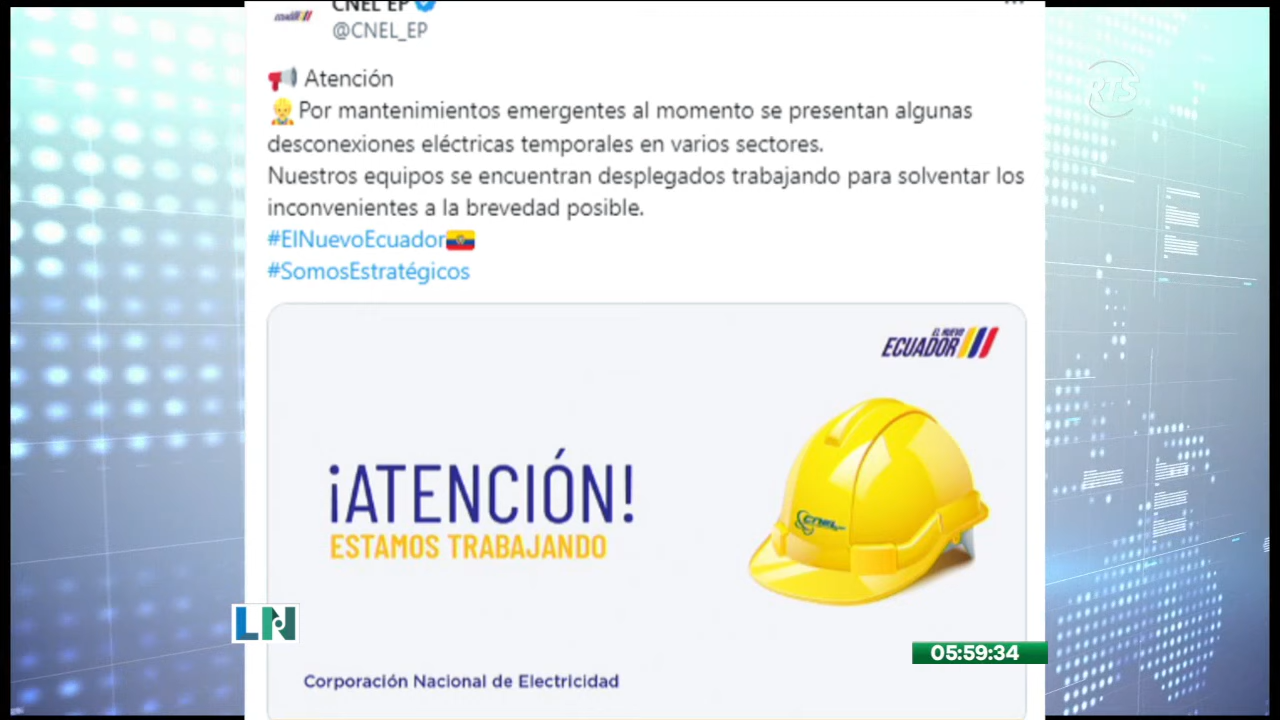 CNEL EP
@CNEL_EP
RTS
Atención
Por mantenimientos emergentes al momento se presentan algunas
desconexiones eléctricas temporales en varios sectores.
Nuestros equipos se encuentran desplegados trabajando para solventar los
inconvenientes a la brevedad posible.
#ElNuevoEcuador
#SomosEstratégicos
EL NUEVO
ECUADOR
¡ATENCIÓN!
ESTAMOS TRABAJANDO
CNEL
LN
05:59:34
Corporación Nacional de Electricidad